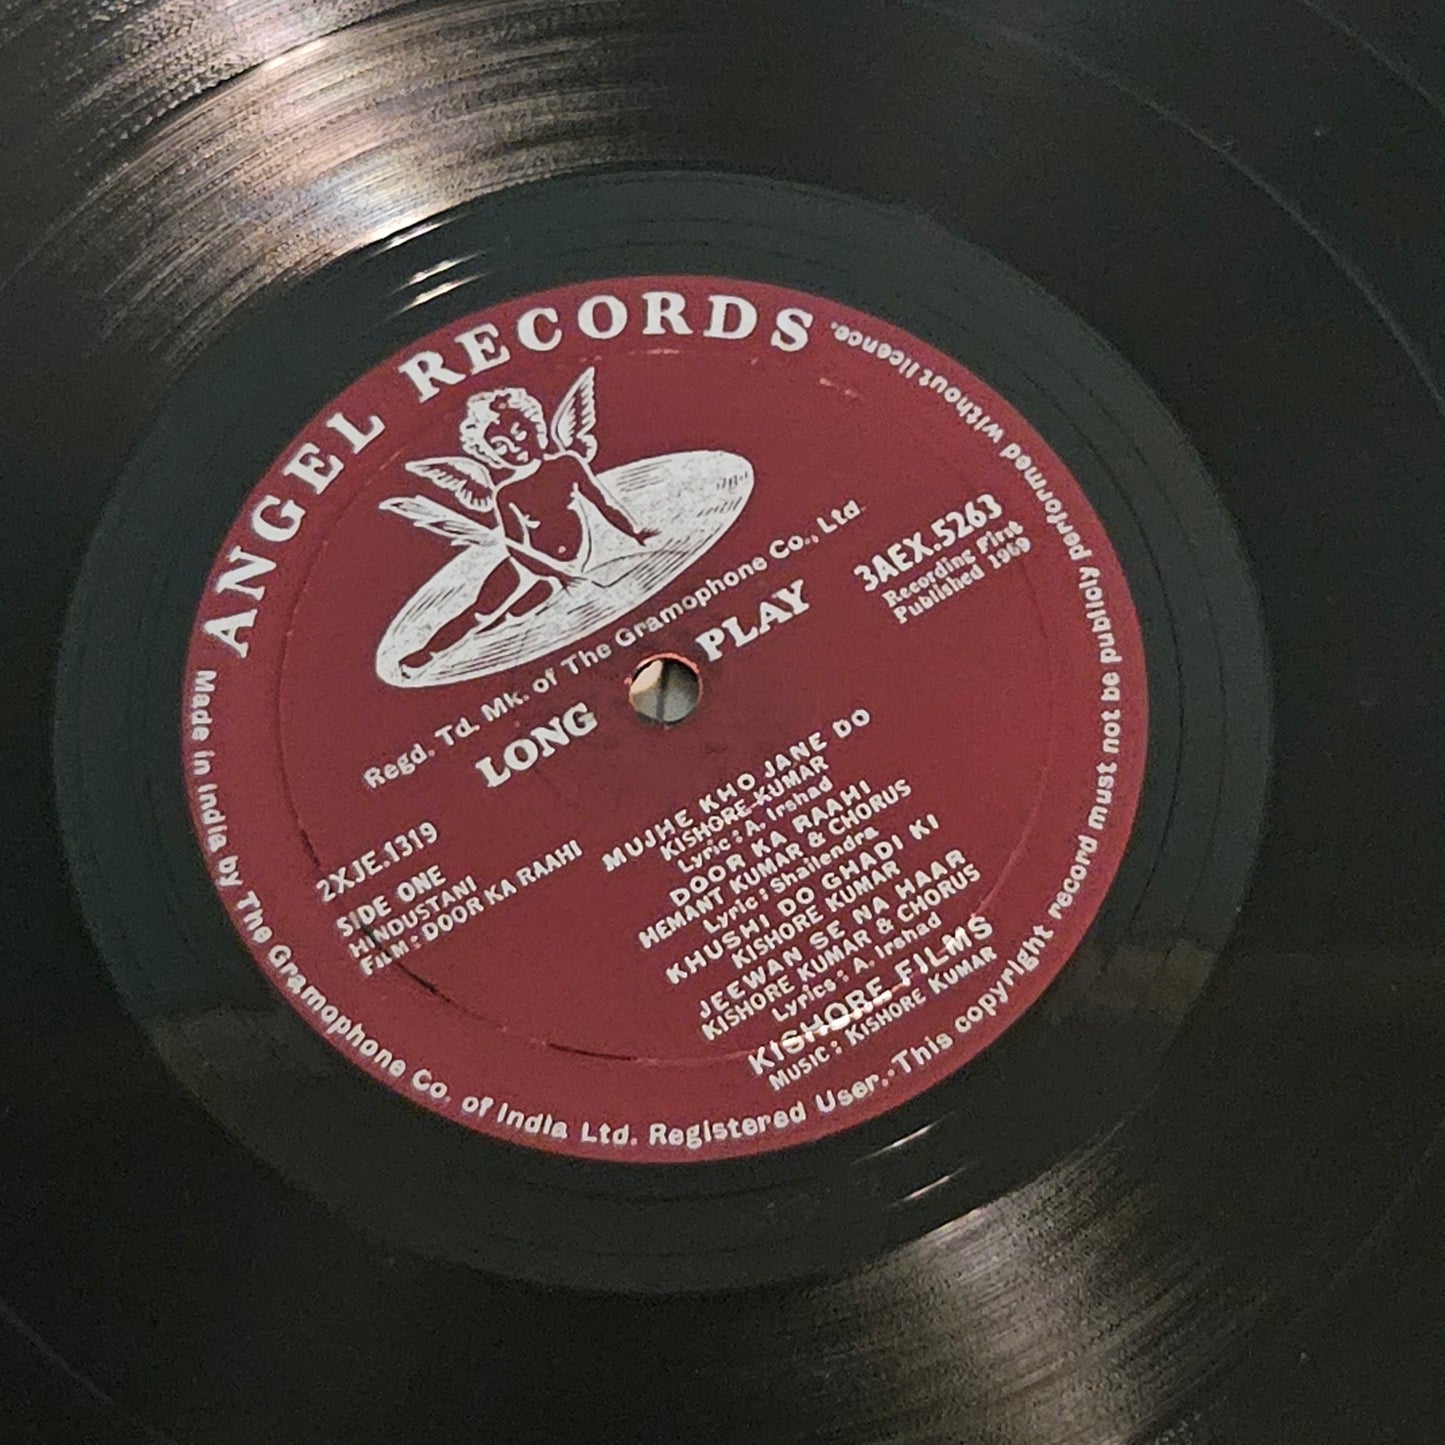 ANGEL RECORDS
Regd. Td. Mk. of The Gramophone Co., Ltd.
LONG PLAY
3AEX.5263
Recording First
Published 1969
2XJE.1319
SIDE ONE
HINDUSTANI
FILM: DOOR KA RAAHI
MUJHE KHO JANE DO
KISHORE KUMAR
Lyric: A. Irshad
DOOR KA RAAHI
HEMANT KUMAR & CHORUS
Lyric: Shailendra
KHUSHI DO GHADI KI
KISHORE KUMAR
JEEWAN SE NA HAAR
KISHORE KUMAR & CHORUS
Lyrics: A. Irshad
KISHORE FILMS
MUSIC: KISHORE KUMAR
Made in India by The Gramophone Co. of India Ltd. Registered User. · This copyright record must not be publicly performed without licence.